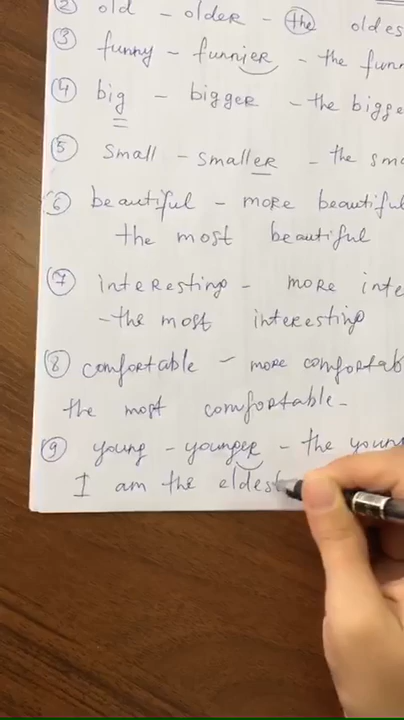 ② old - older - the oldes
③ funny - funnier - the funn
④ big - bigger - the bigge
⑤ small - smaller - the sma
⑥ beautiful - more beautiful
the most beautiful
⑦ interesting - more inte
- the most interesting
⑧ comfortable - more comfortab
the most comfortable -
⑨ young - younger - the young
I am the eldest